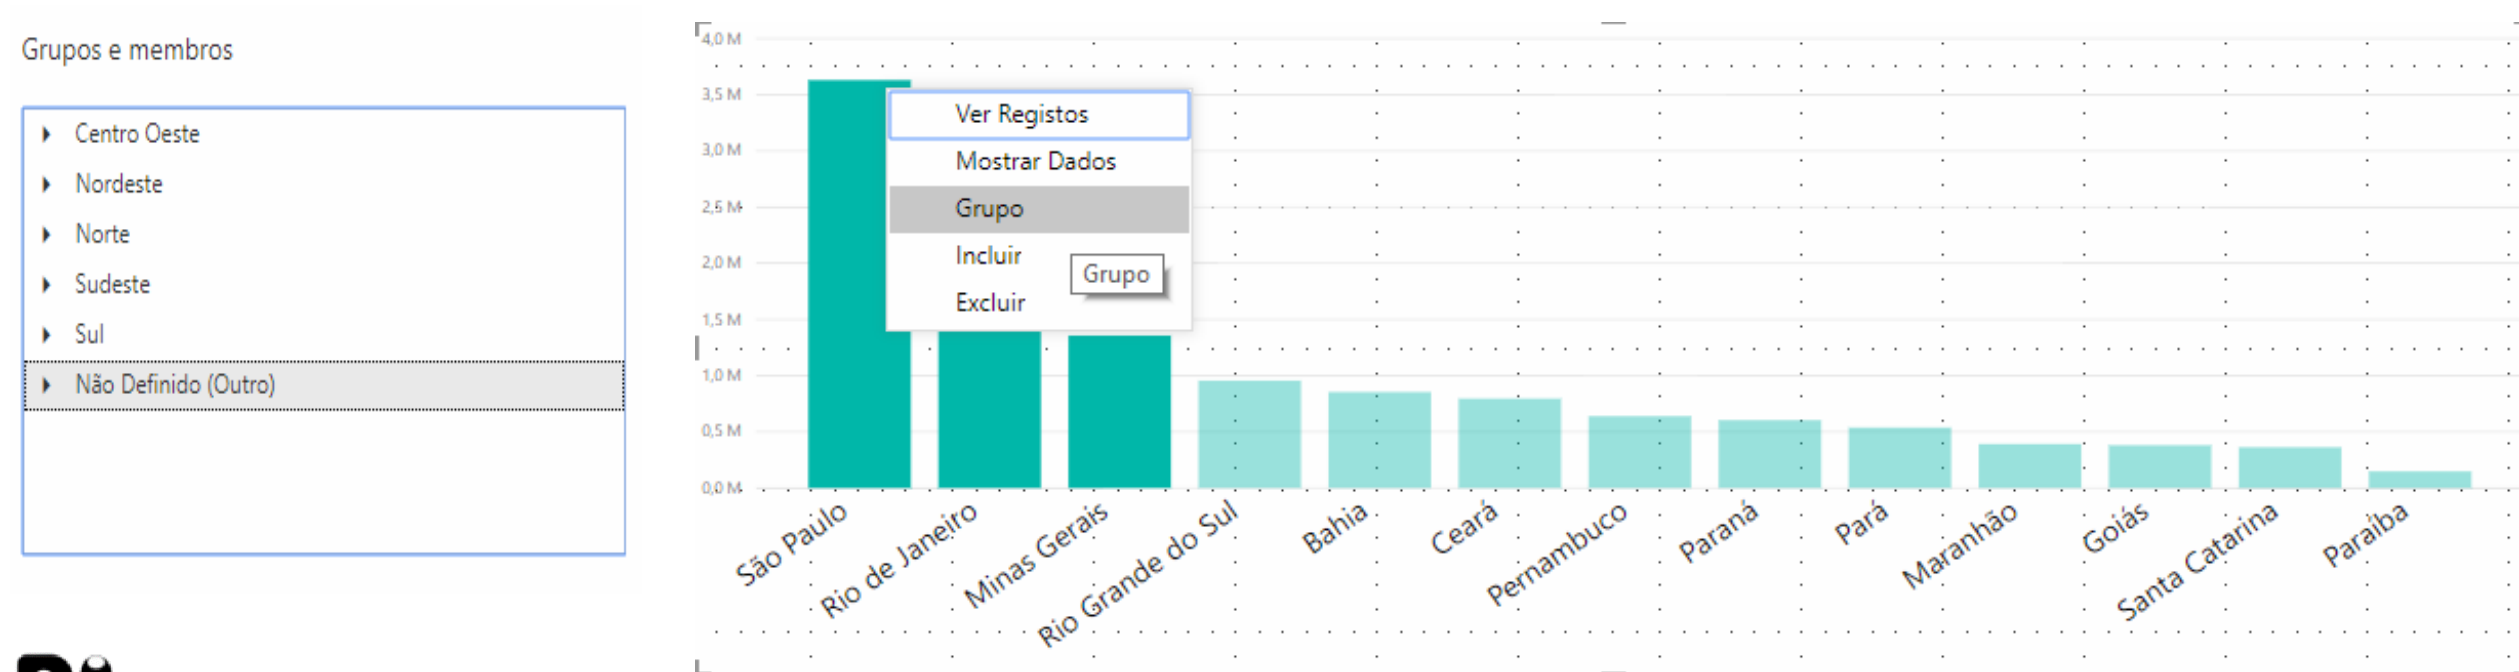 Grupos e membros
Centro Oeste
Nordeste
Norte
Sudeste
Sul
Não Definido (Outro)
4,0 M
3,5 M
3,0 M
2,5 M
2,0 M
1,5 M
1,0 M
0,5 M
0,0 M
Ver Registos
Mostrar Dados
Grupo
Incluir
Grupo
Excluir
São Paulo
Rio de Janeiro
Minas Gerais
Rio Grande do Sul
Bahia
Ceará
Pernambuco
Paraná
Pará
Maranhão
Goiás
Santa Catarina
Paraíba